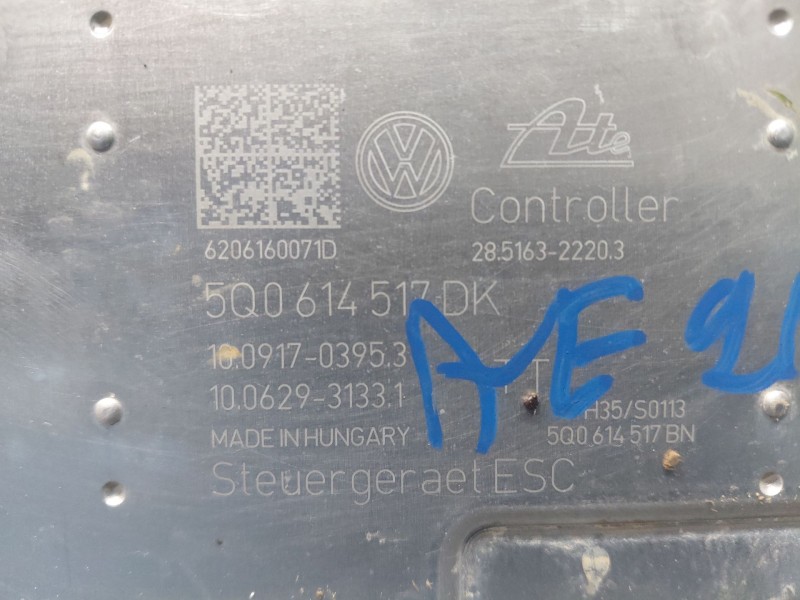 Ate
Controller
6206160071D
28.5163-2220.3
5Q0 614 517 DK
10.0917-0395.3
10.0629-3133.1
H35/S0113
MADE IN HUNGARY
5Q0 614 517 BN
Steuergeraet ESC